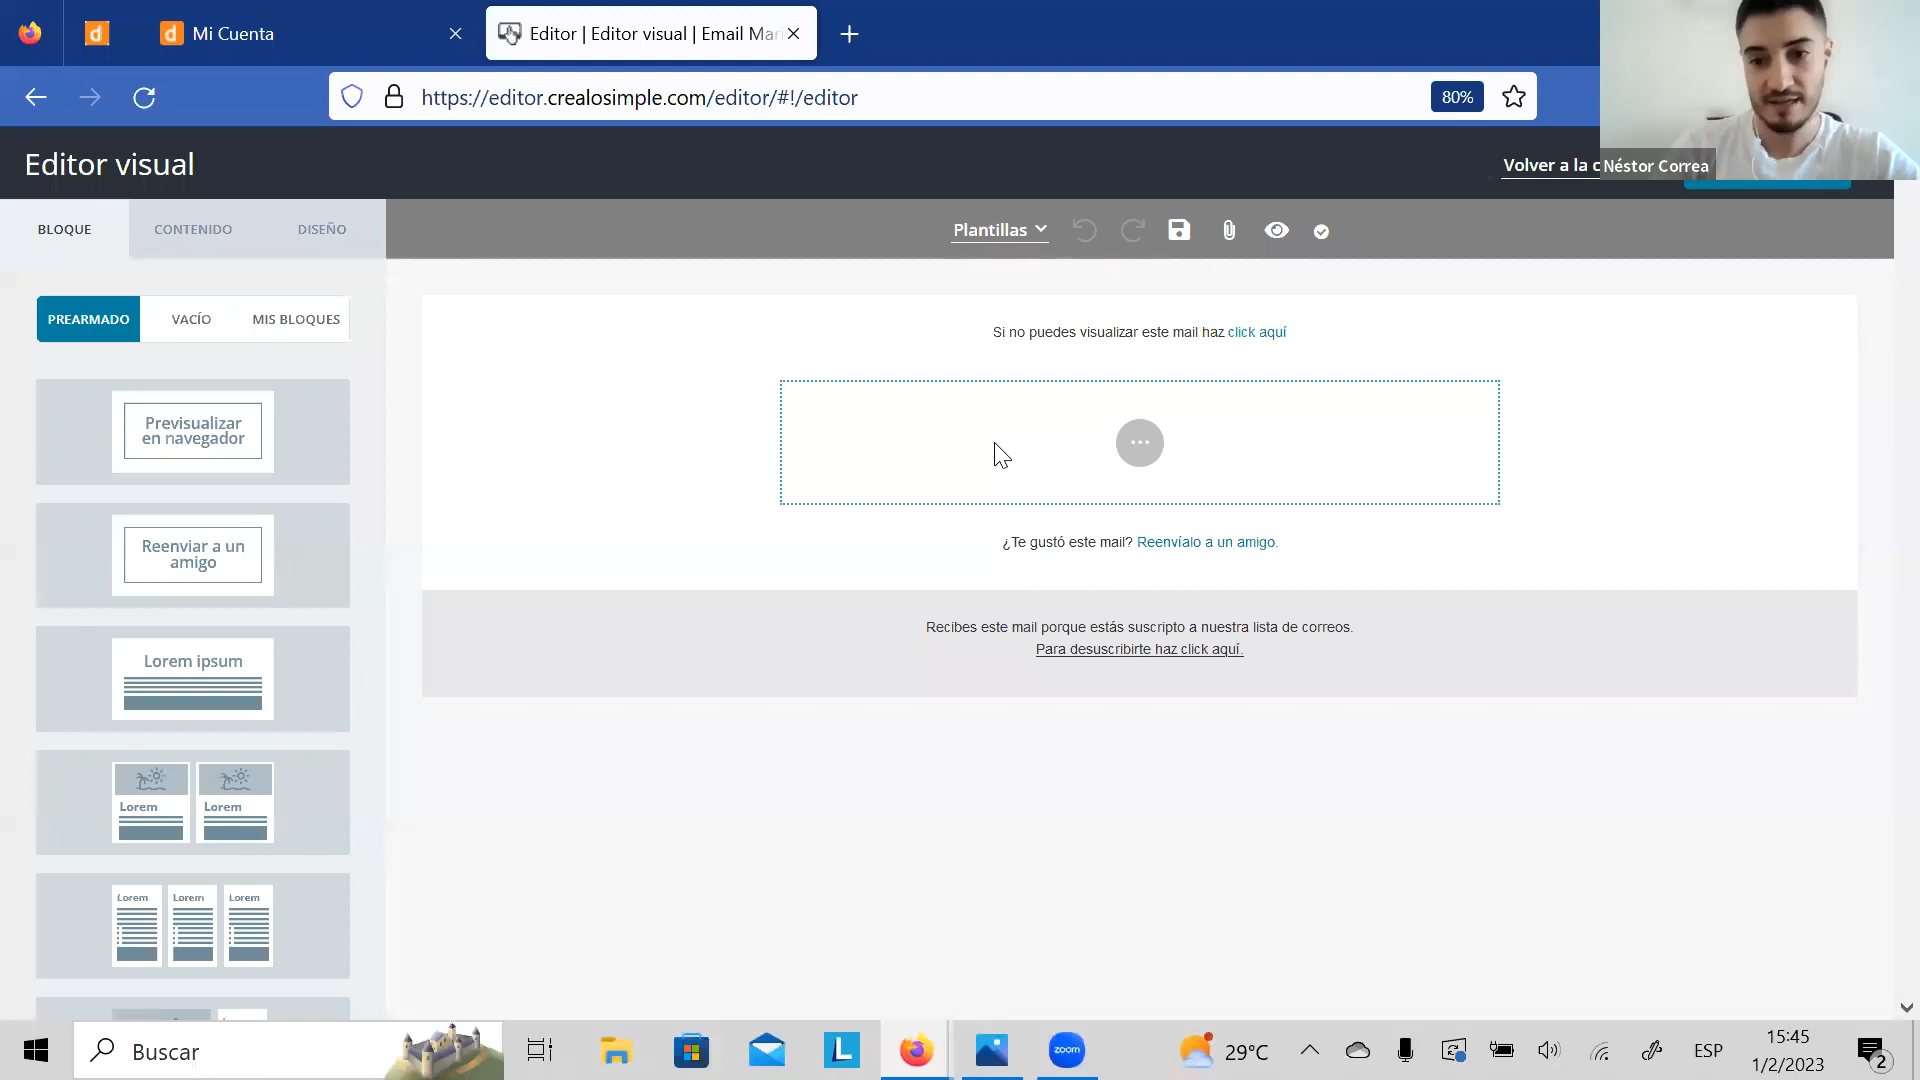 Mi Cuenta
Editor | Editor visual | Email Mar
https://editor.crealosimple.com/editor/#!/editor
80%
Editor visual
Volver a la c
Néstor Correa
BLOQUE
CONTENIDO
DISEÑO
Plantillas
PREARMADO
VACÍO
MIS BLOQUES
Si no puedes visualizar este mail haz click aquí
Previsualizar
en navegador
Reenviar a un
amigo
¿Te gustó este mail? Reenvíalo a un amigo.
Recibes este mail porque estás suscripto a nuestra lista de correos.
Para desuscribirte haz click aquí.
Lorem ipsum
Lorem
Lorem
Lorem
Lorem
Lorem
Buscar
zoom
29°C
ESP
15:45
1/2/2023
2